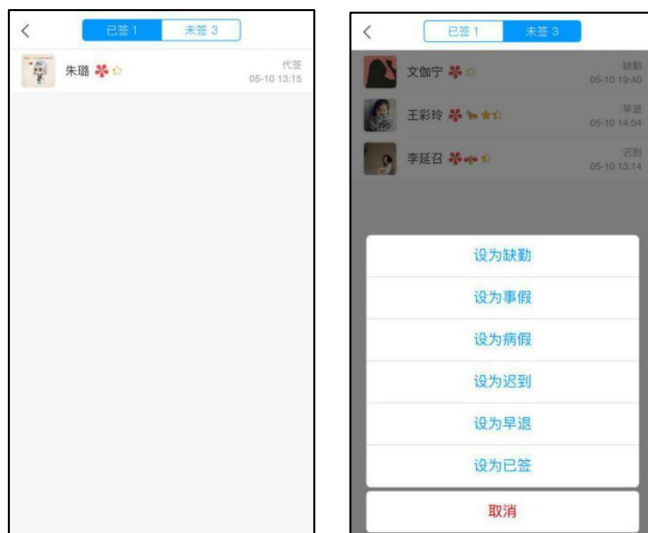 已签 1
未签 3
朱璐
代签
05-10 13:15
已签 1
未签 3
文伽宁
缺勤
05-10 19:40
王彩玲
早退
05-10 14:04
李延召
迟到
05-10 13:14
设为缺勤
设为事假
设为病假
设为迟到
设为早退
设为已签
取消